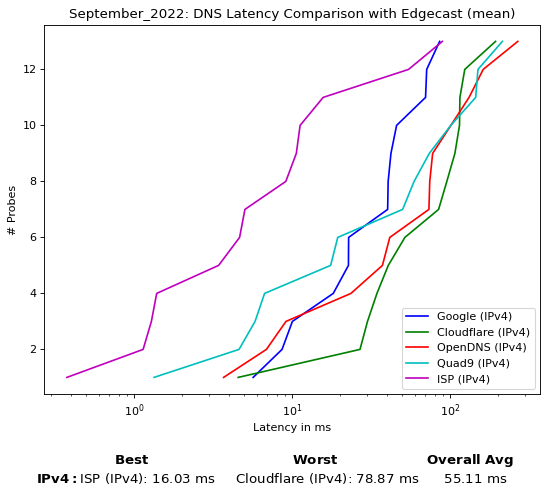 September_2022: DNS Latency Comparison with Edgecast (mean)
12
10
8
6
4
2
# Probes
10⁰ 10¹ 10²
Latency in ms
Google (IPv4)
Cloudflare (IPv4)
OpenDNS (IPv4)
Quad9 (IPv4)
ISP (IPv4)
Best Worst Overall Avg
IPv4: ISP (IPv4): 16.03 ms Cloudflare (IPv4): 78.87 ms 55.11 ms